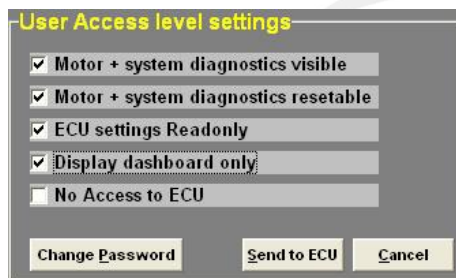 User Access level settings
Motor + system diagnostics visible
Motor + system diagnostics resetable
ECU settings Readonly
Display dashboard only
No Access to ECU
Change Password Send to ECU Cancel